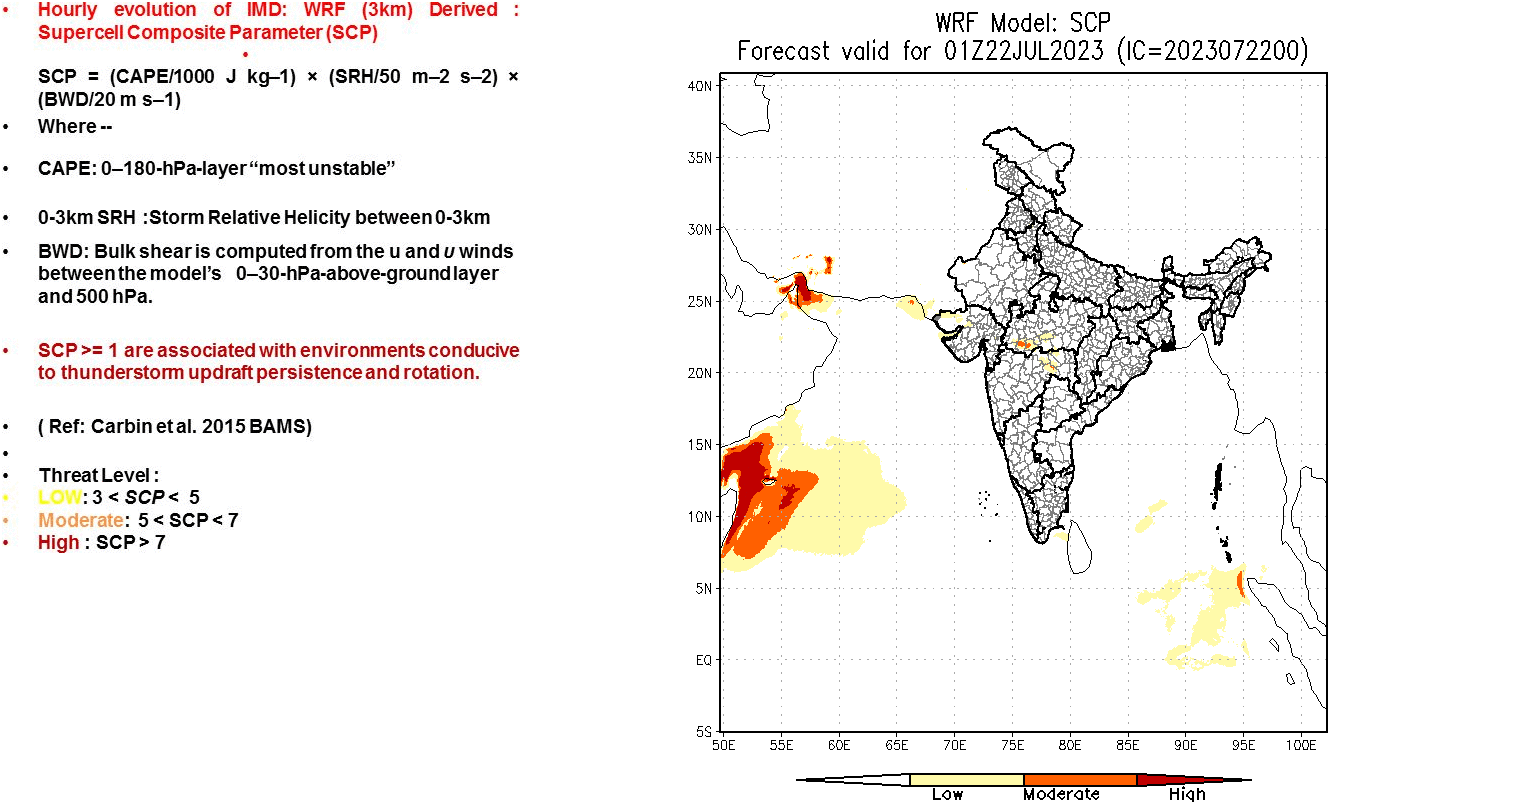 • Hourly evolution of IMD: WRF (3km) Derived :
Supercell Composite Parameter (SCP)
•
SCP = (CAPE/1000 J kg–1) × (SRH/50 m–2 s–2) ×
(BWD/20 m s–1)
• Where --
• CAPE: 0–180-hPa-layer “most unstable”
• 0-3km SRH :Storm Relative Helicity between 0-3km
• BWD: Bulk shear is computed from the u and υ winds
between the model’s 0–30-hPa-above-ground layer
and 500 hPa.
• SCP >= 1 are associated with environments conducive
to thunderstorm updraft persistence and rotation.
• ( Ref: Carbin et al. 2015 BAMS)
•
• Threat Level :
• LOW: 3 < SCP < 5
• Moderate: 5 < SCP < 7
• High : SCP > 7
WRF Model: SCP
Forecast valid for 01Z22JUL2023 (IC=2023072200)
40N
35N
30N
25N
20N
15N
10N
5N
EQ
5S
50E 55E 60E 65E 70E 75E 80E 85E 90E 95E 100E
Low Moderate High